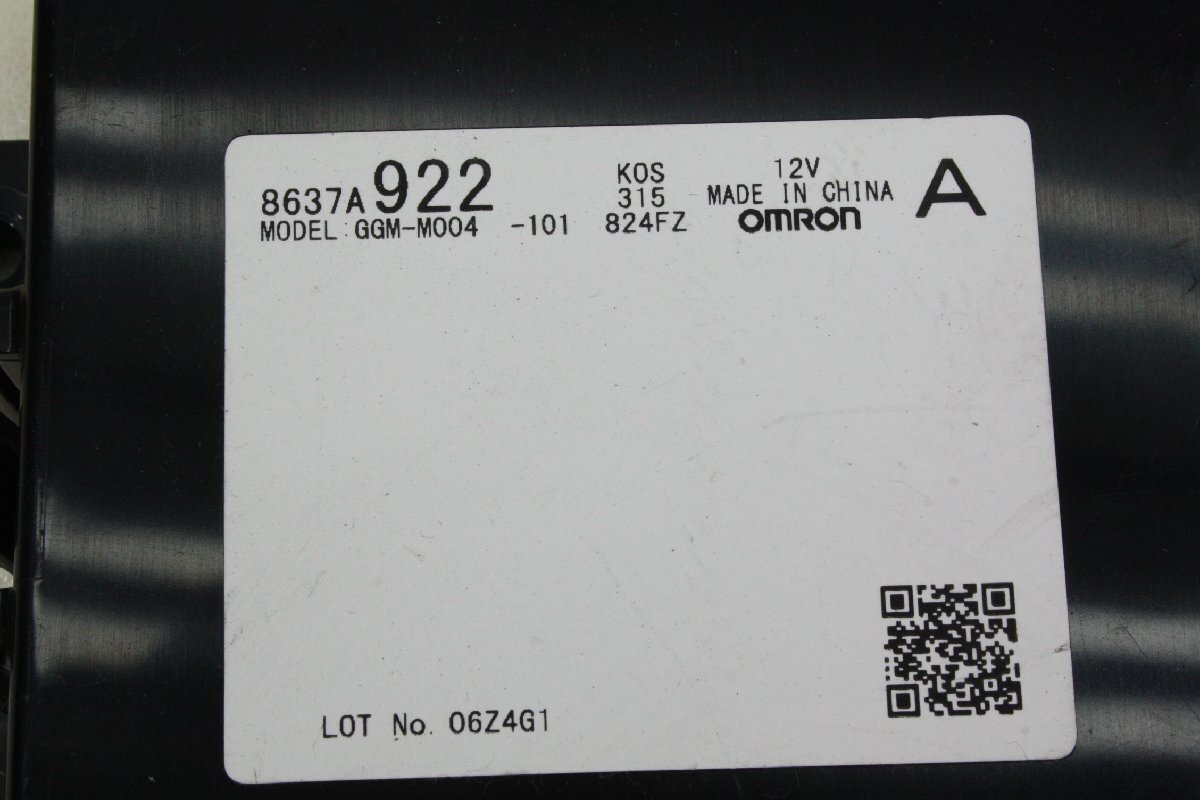 8637A922 KOS 12V A
315 MADE IN CHINA
MODEL:GGM-M004 -101 824FZ OMRON
LOT No. 06Z4G1